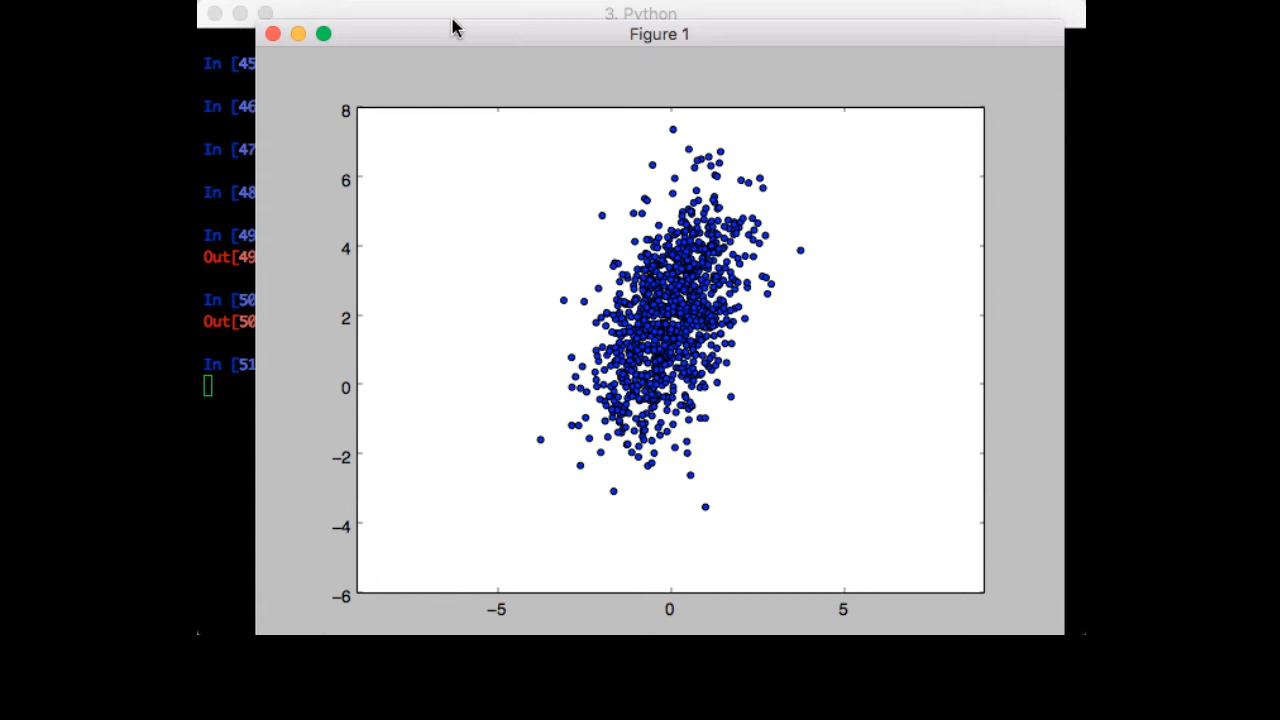 3. Python
Figure 1
In [45
In [46
In [47
In [48
In [49
Out[49
In [50
Out[50
In [51
8
6
4
2
0
−2
−4
−6
−5 0 5